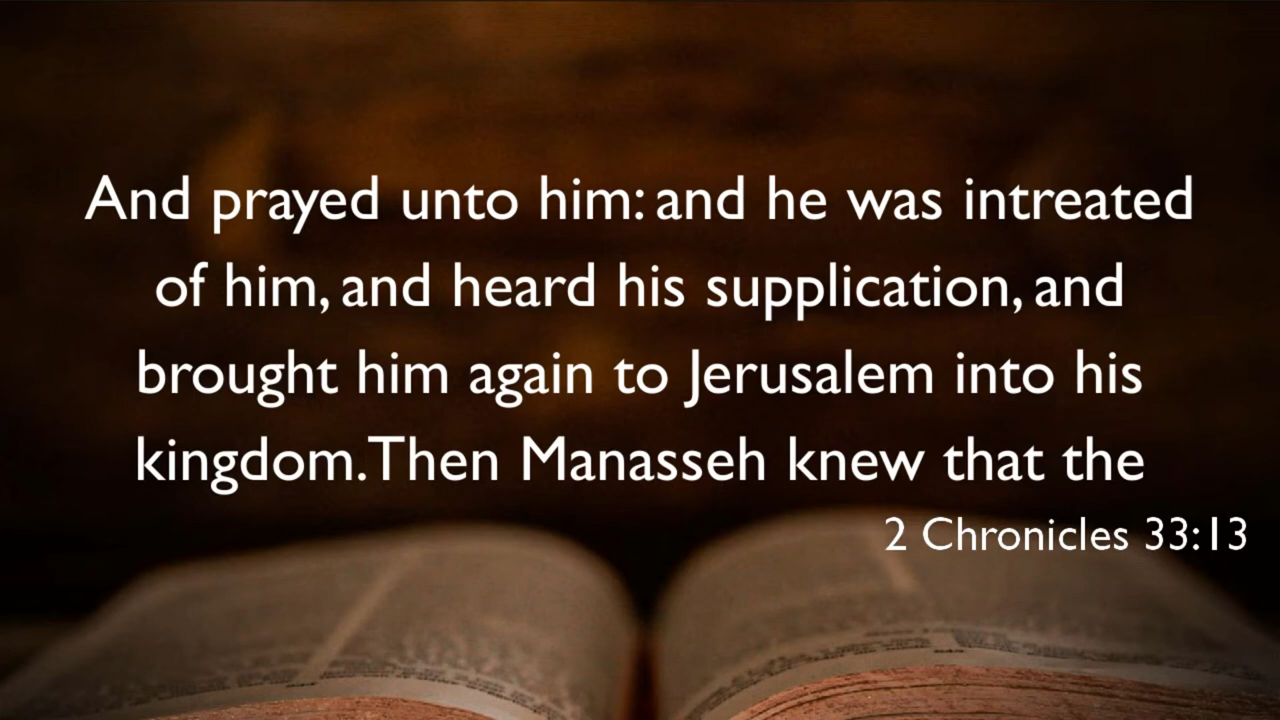 And prayed unto him: and he was intreated
of him, and heard his supplication, and
brought him again to Jerusalem into his
kingdom. Then Manasseh knew that the
2 Chronicles 33:13